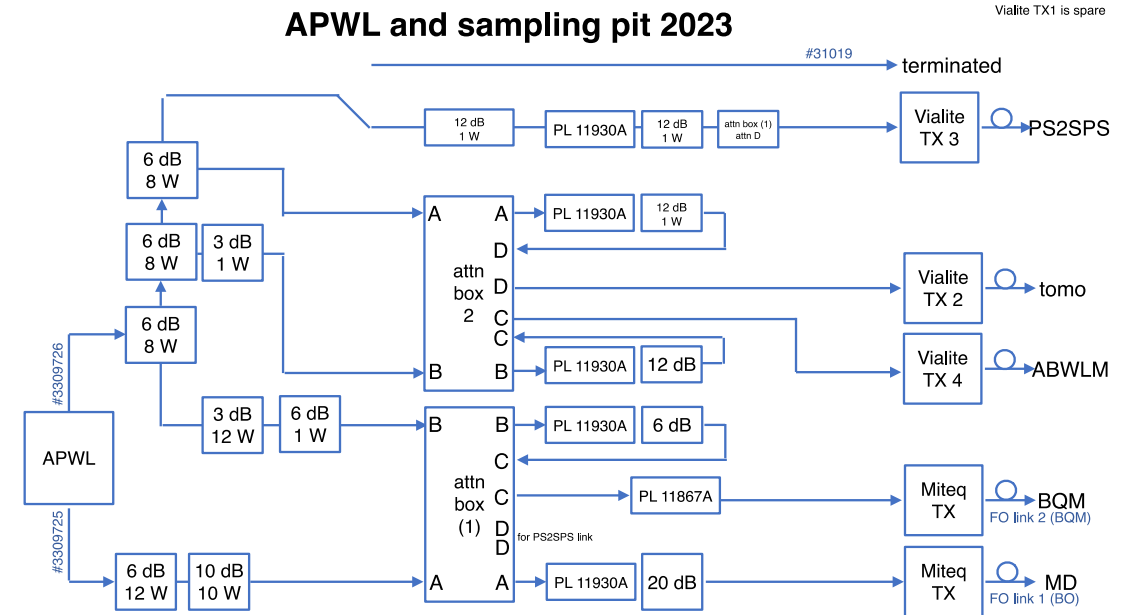 APWL and sampling pit 2023
Vialite TX1 is spare
#31019
terminated
12 dB
1 W
PL 11930A
12 dB
1 W
attn box (1)
attn D
Vialite
TX 3
PS2SPS
6 dB
8 W
A
A
PL 11930A
12 dB
1 W
6 dB
8 W
3 dB
1 W
D
attn
box
2
D
Vialite
TX 2
tomo
6 dB
8 W
C
C
#3309726
B
B
PL 11930A
12 dB
Vialite
TX 4
ABWLM
3 dB
12 W
6 dB
1 W
B
B
PL 11930A
6 dB
APWL
C
attn
box
(1)
C
PL 11867A
Miteq
TX
BQM
FO link 2 (BQM)
D
D
for PS2SPS link
#3309725
6 dB
12 W
10 dB
10 W
A
A
PL 11930A
20 dB
Miteq
TX
MD
FO link 1 (BO)